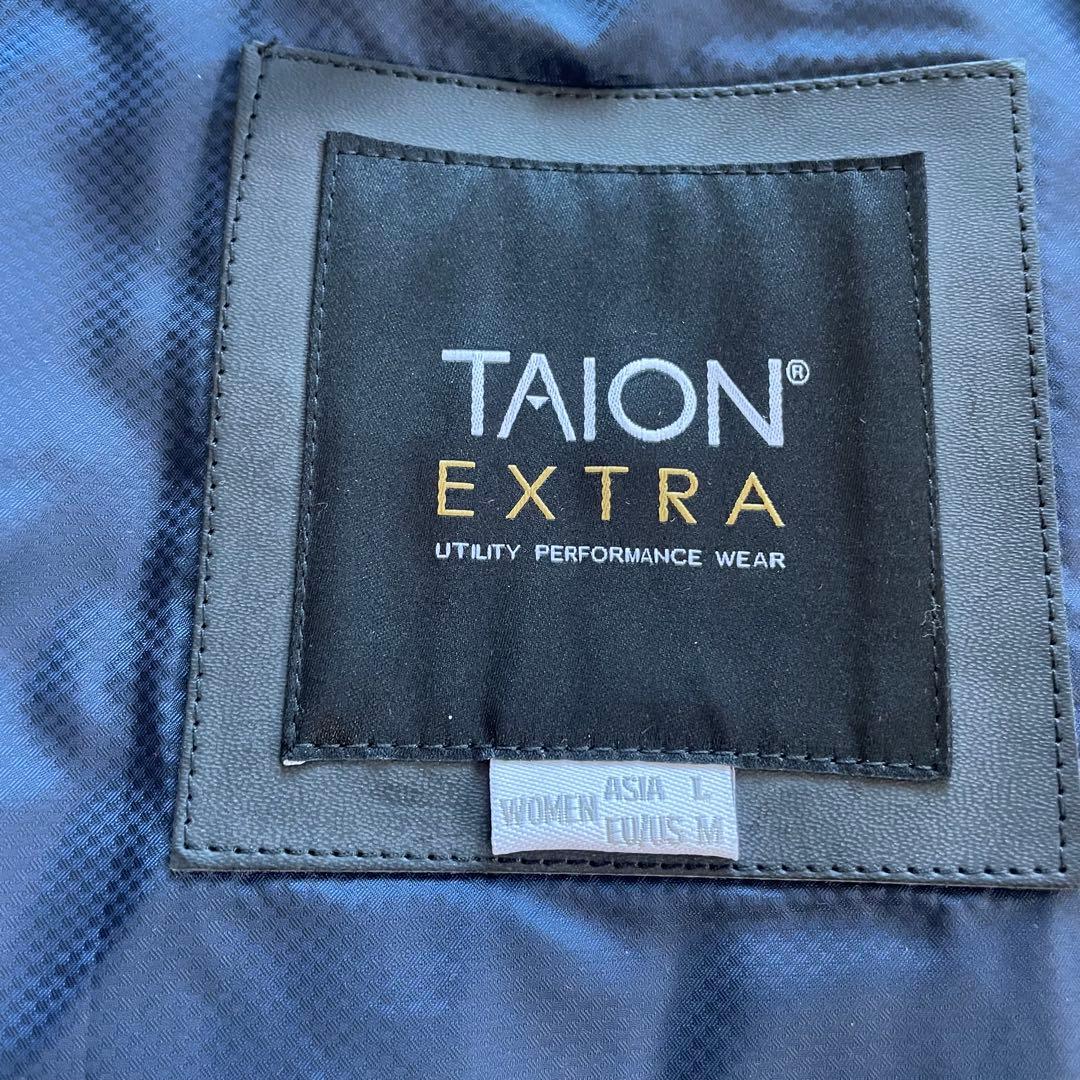 TAION®
EXTRA
UTILITY PERFORMANCE WEAR
WOMEN ASIA L
EU/US M